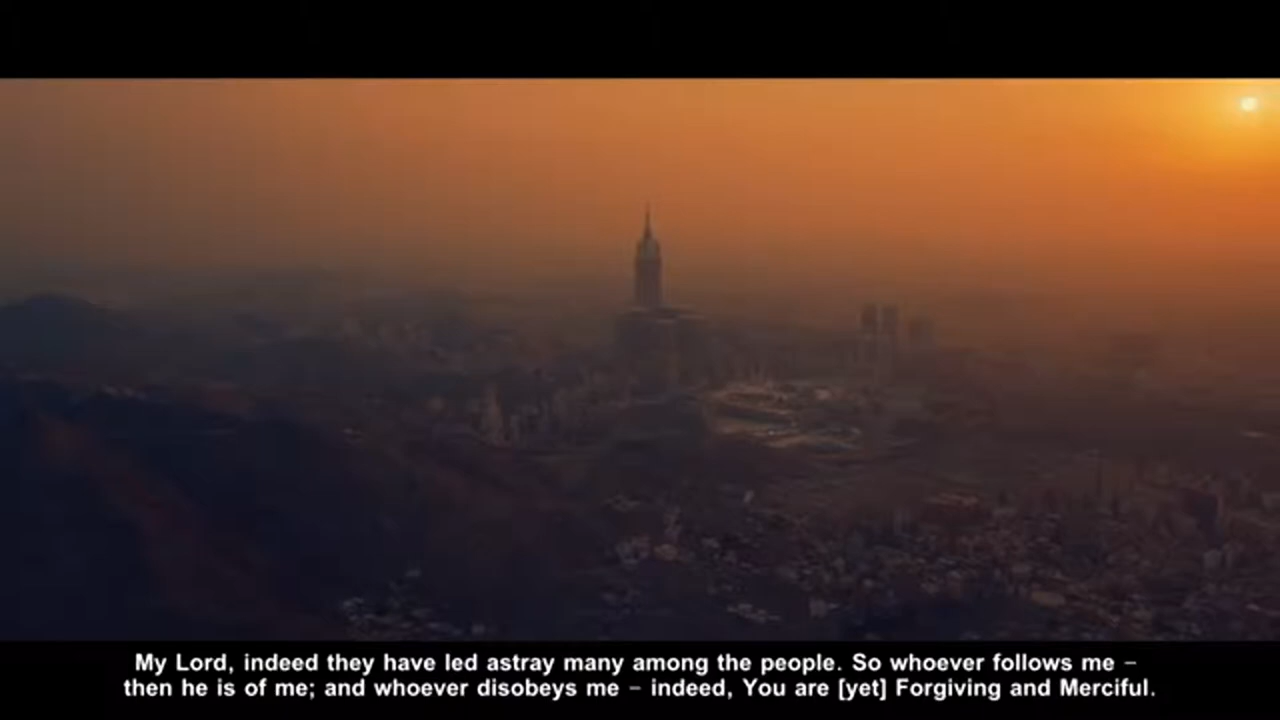 My Lord, indeed they have led astray many among the people. So whoever follows me –
then he is of me; and whoever disobeys me – indeed, You are [yet] Forgiving and Merciful.